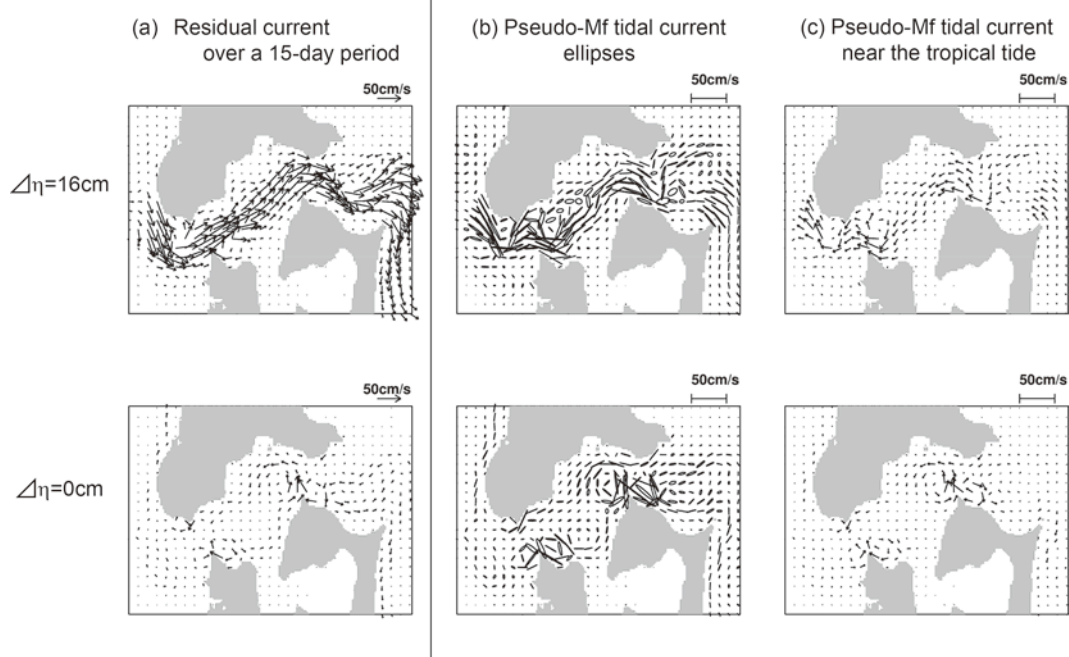 (a) Residual current
over a 15-day period
(b) Pseudo-Mf tidal current
ellipses
(c) Pseudo-Mf tidal current
near the tropical tide
50cm/s
50cm/s
50cm/s
⊿η=16cm
50cm/s
50cm/s
50cm/s
⊿η=0cm